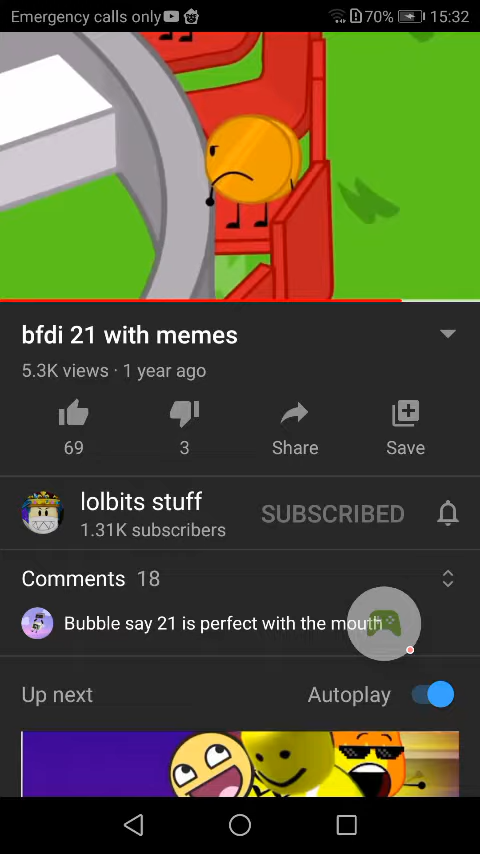 Emergency calls only 70% 15:32
bfdi 21 with memes
5.3K views · 1 year ago
69 3 Share Save
lolbits stuff SUBSCRIBED
1.31K subscribers
Comments 18
Bubble say 21 is perfect with the mouth
Up next Autoplay